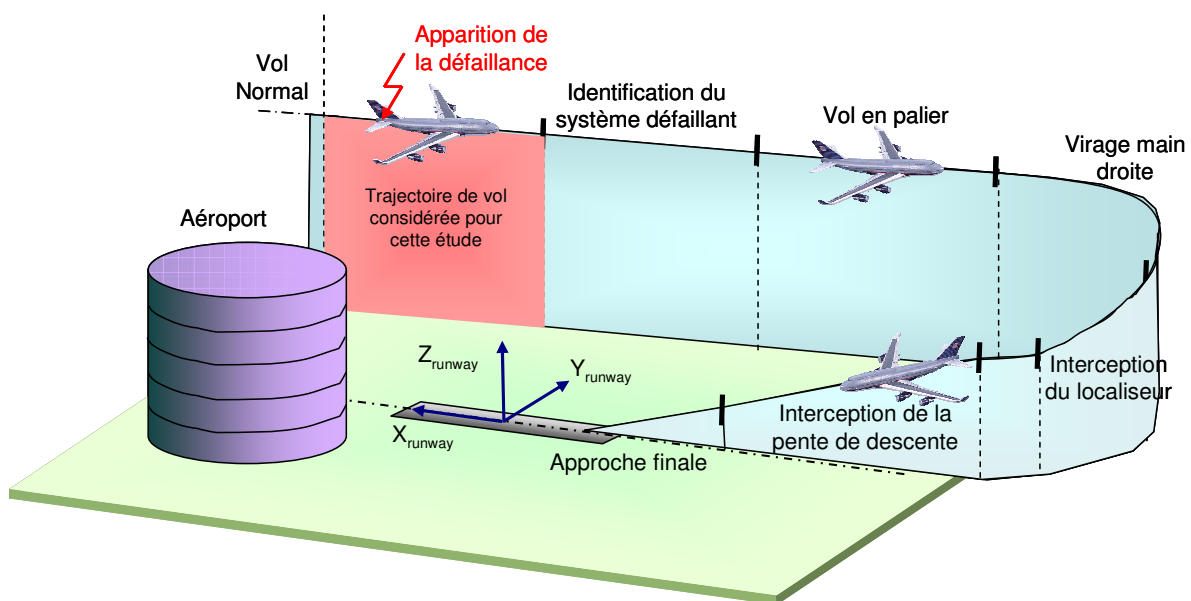 Apparition de
la défaillance
Vol
Normal
Identification du
système défaillant
Vol en palier
Virage main
droite
Trajectoire de vol
considérée pour
cette étude
Aéroport
Zrunway
Yrunway
Xrunway
Interception
du localiseur
Interception de la
pente de descente
Approche finale